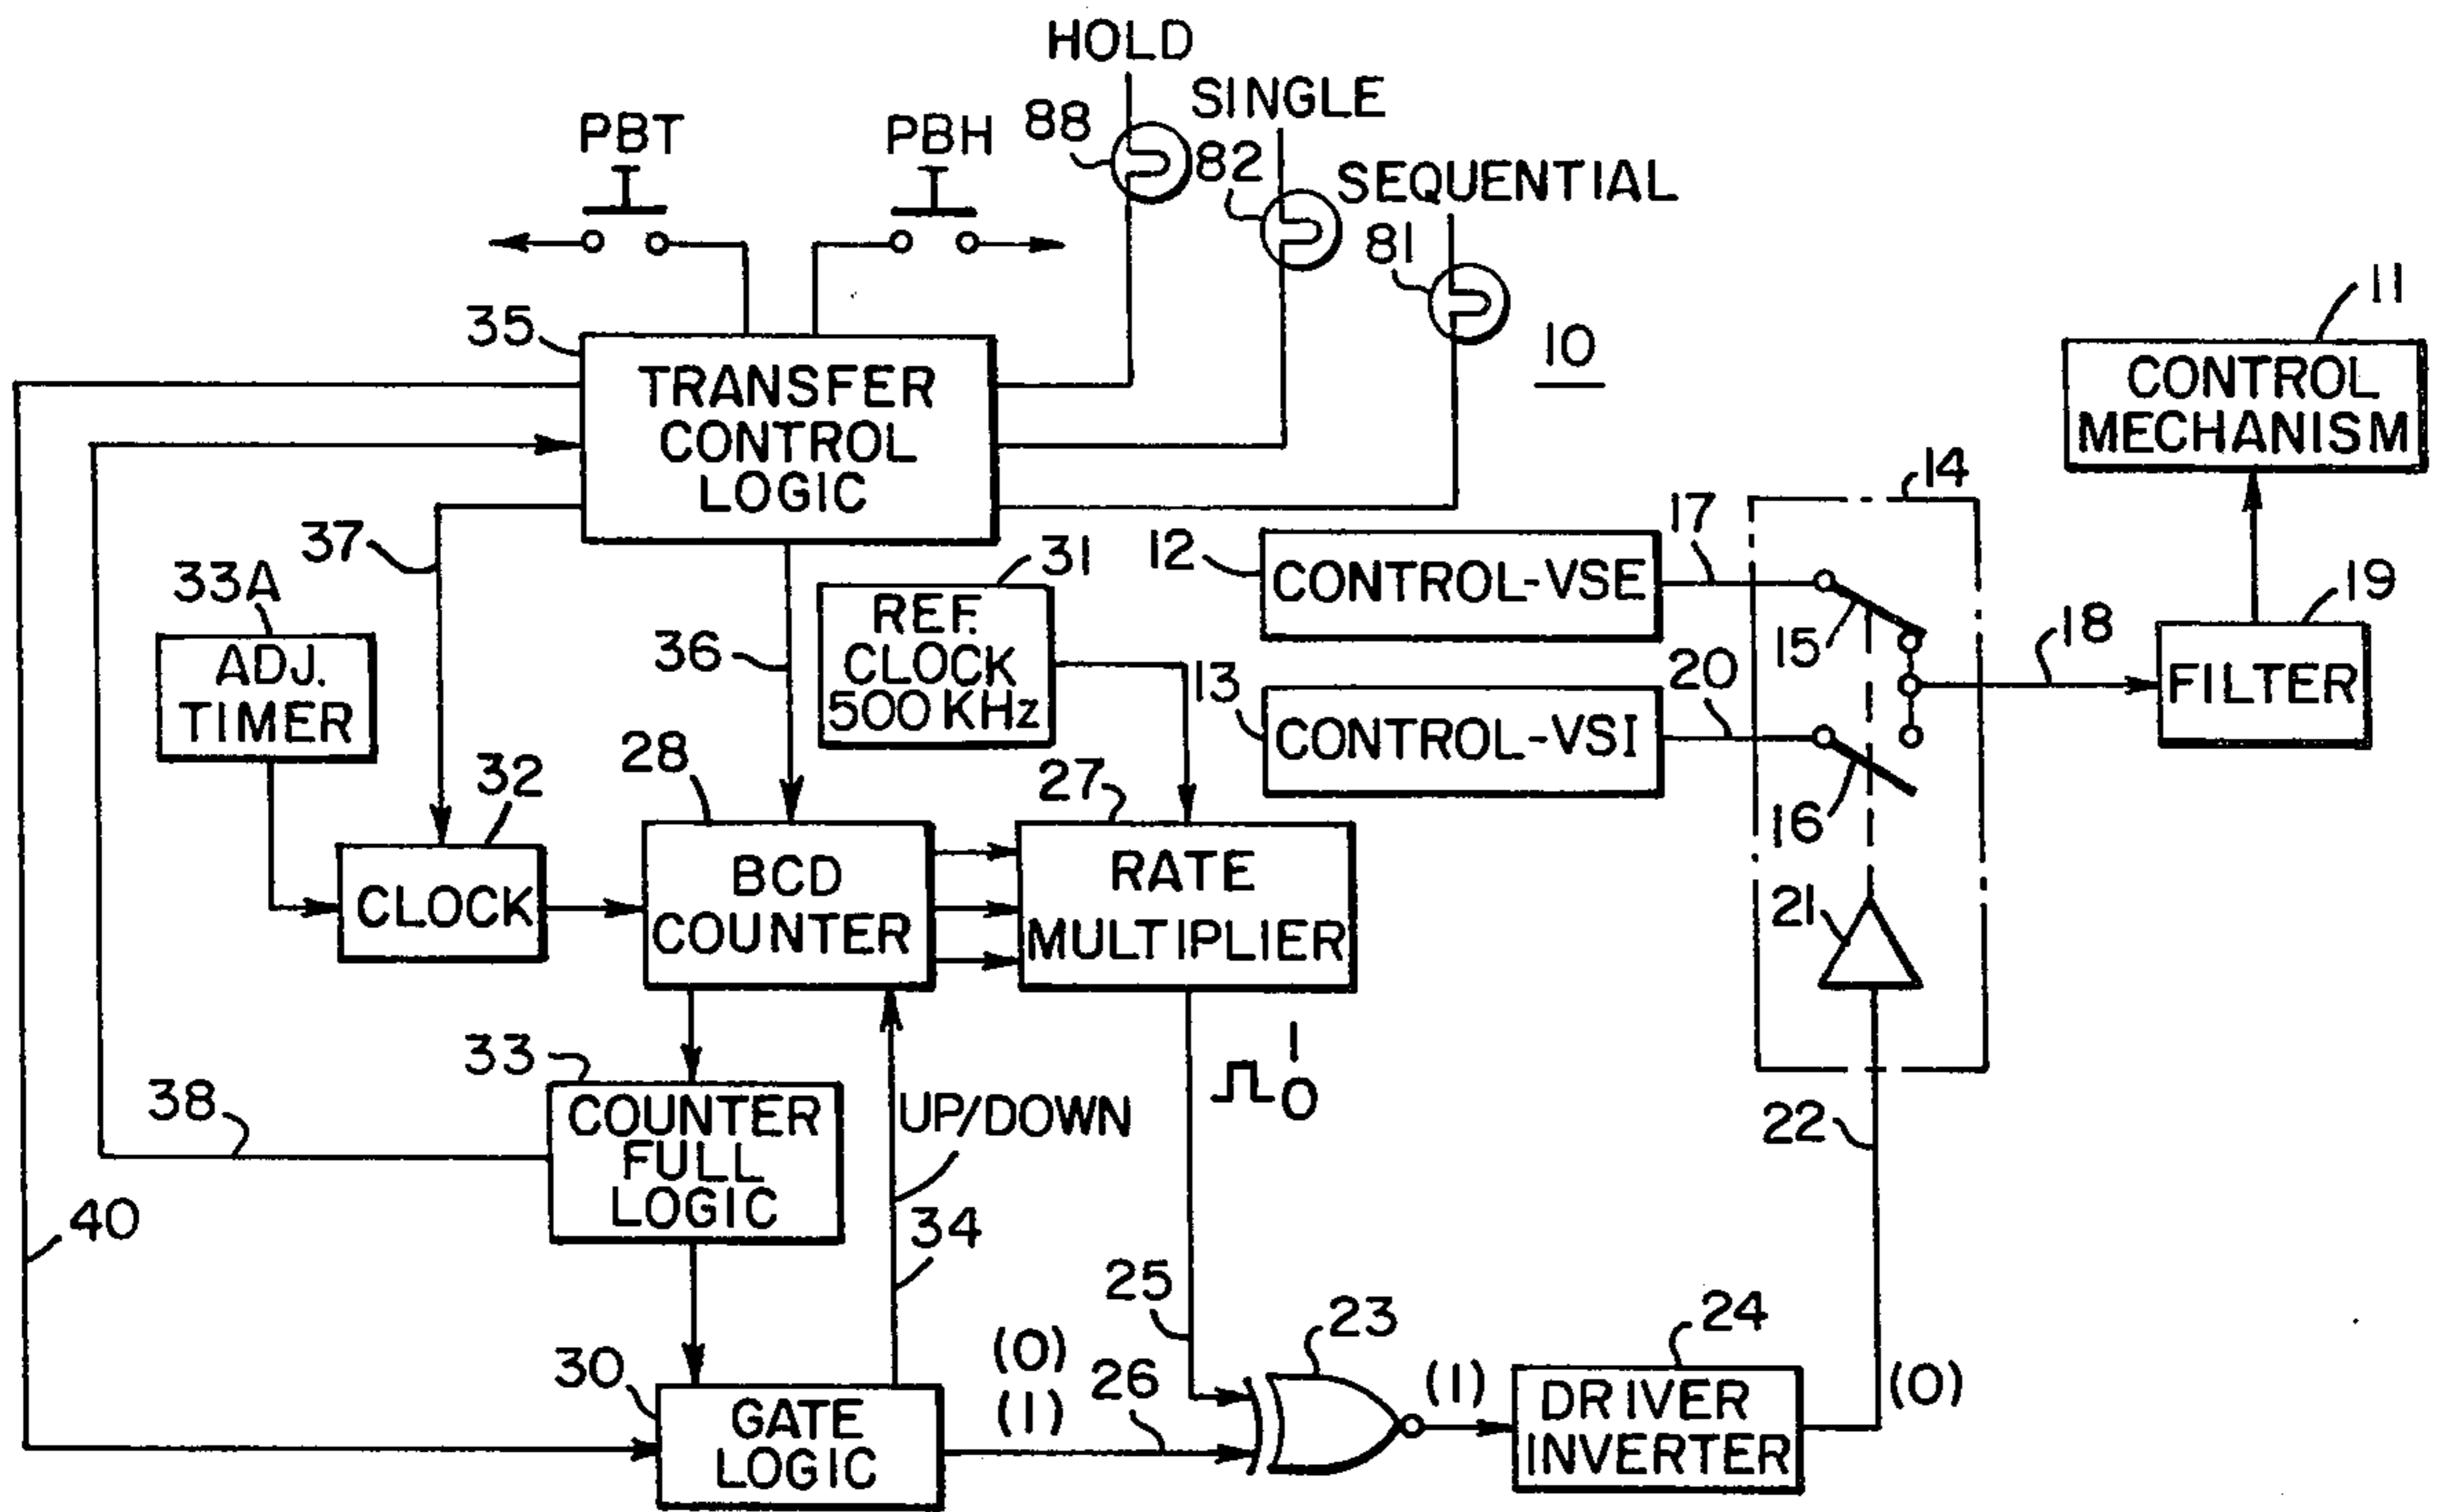 HOLD
SINGLE
SEQUENTIAL
PBT
PBH
88
82
81
10
35
TRANSFER
CONTROL
LOGIC
11
CONTROL
MECHANISM
14
37
36
31
REF.
CLOCK
500 KHz
12
CONTROL-VSE
17
15
13
CONTROL-VSI
20
16
18
19
FILTER
33A
ADJ.
TIMER
32
CLOCK
28
BCD
COUNTER
27
RATE
MULTIPLIER
21
22
33
COUNTER
FULL
LOGIC
38
40
UP/DOWN
34
1
0
25
30
GATE
LOGIC
(0)
(1)
26
23
(1)
24
DRIVER
INVERTER
(0)